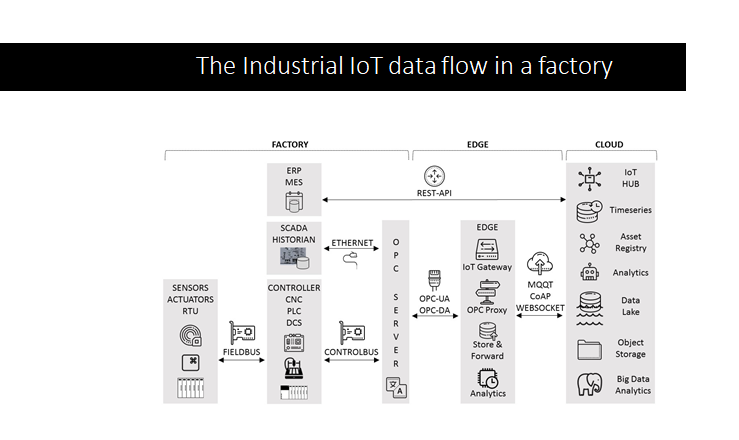 The Industrial IoT data flow in a factory
FACTORY
EDGE
CLOUD
ERP
MES
REST-API
SCADA
HISTORIAN
ETHERNET
SENSORS
ACTUATORS
RTU
FIELDBUS
CONTROLLER
CNC
PLC
DCS
CONTROLBUS
O
P
C
S
E
R
V
E
R
A
OPC-UA
OPC-DA
EDGE
IoT Gateway
OPC Proxy
Store &
Forward
Analytics
MQQT
CoAP
WEBSOCKET
IoT
HUB
Timeseries
Asset
Registry
Analytics
Data
Lake
Object
Storage
Big Data
Analytics